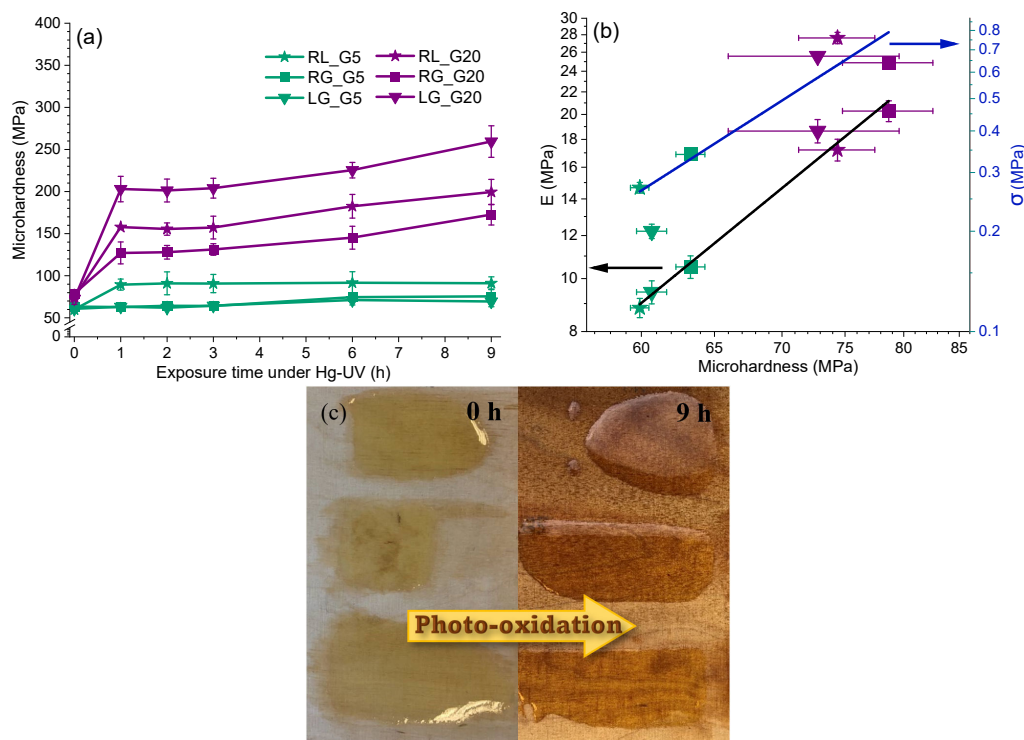 (a)
400
350
300
250
200
150
100
50
0
Microhardness (MPa)
RL_G5
RG_G5
LG_G5
RL_G20
RG_G20
LG_G20
0 1 2 3 4 5 6 7 8 9
Exposure time under Hg-UV (h)
(b)
30
28
26
24
22
20
18
16
14
12
10
8
E (MPa)
0.8
0.7
0.6
0.5
0.4
0.3
0.2
0.1
σ (MPa)
60 65 70 75 80 85
Microhardness (MPa)
(c)
0 h
9 h
Photo-oxidation